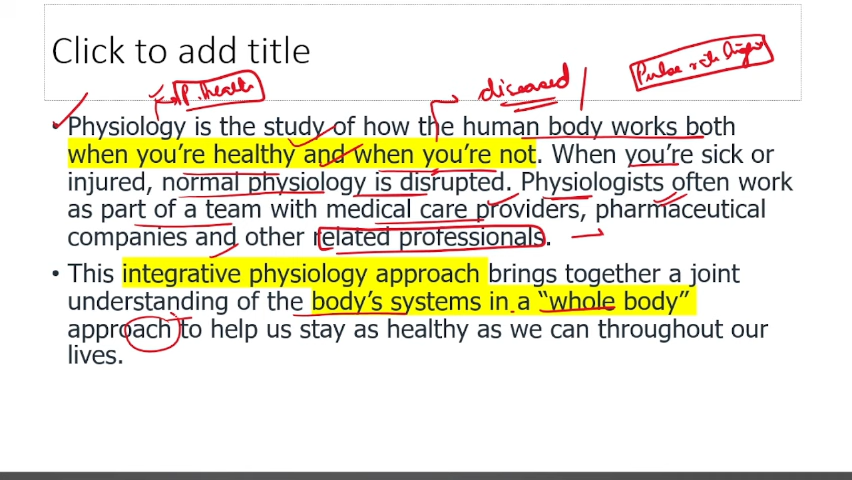 Click to add title
P. health
diseased
Pulse rate high
• Physiology is the study of how the human body works both
when you're healthy and when you're not. When you're sick or
injured, normal physiology is disrupted. Physiologists often work
as part of a team with medical care providers, pharmaceutical
companies and other related professionals.
• This integrative physiology approach brings together a joint
understanding of the body's systems in a “whole body”
approach to help us stay as healthy as we can throughout our
lives.